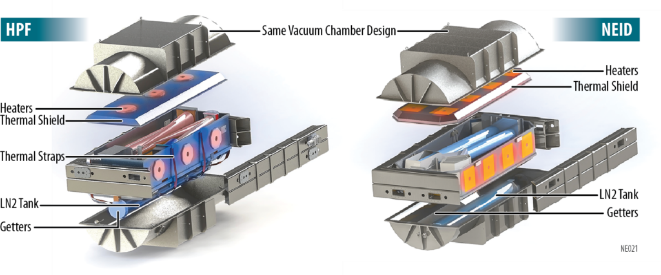 HPF
Same Vacuum Chamber Design
NEID
Heaters
Thermal Shield
Heaters
Thermal Shield
Thermal Straps
LN2 Tank
Getters
LN2 Tank
Getters
NE021